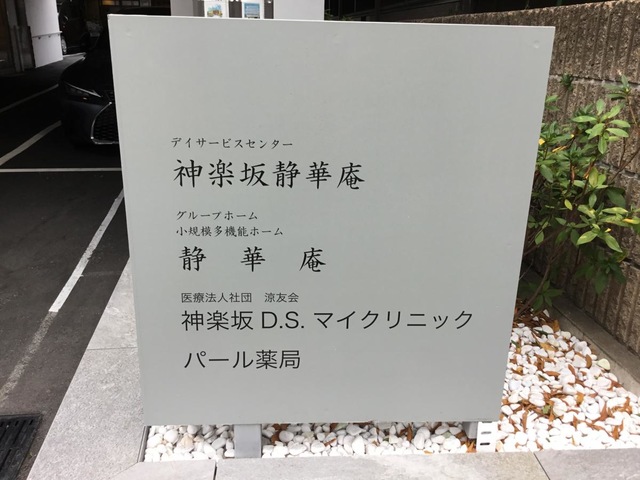 デイサービスセンター
神楽坂静華庵
グループホーム
小規模多機能ホーム
静華庵
医療法人社団 涼友会
神楽坂 D.S. マイクリニック
パール薬局